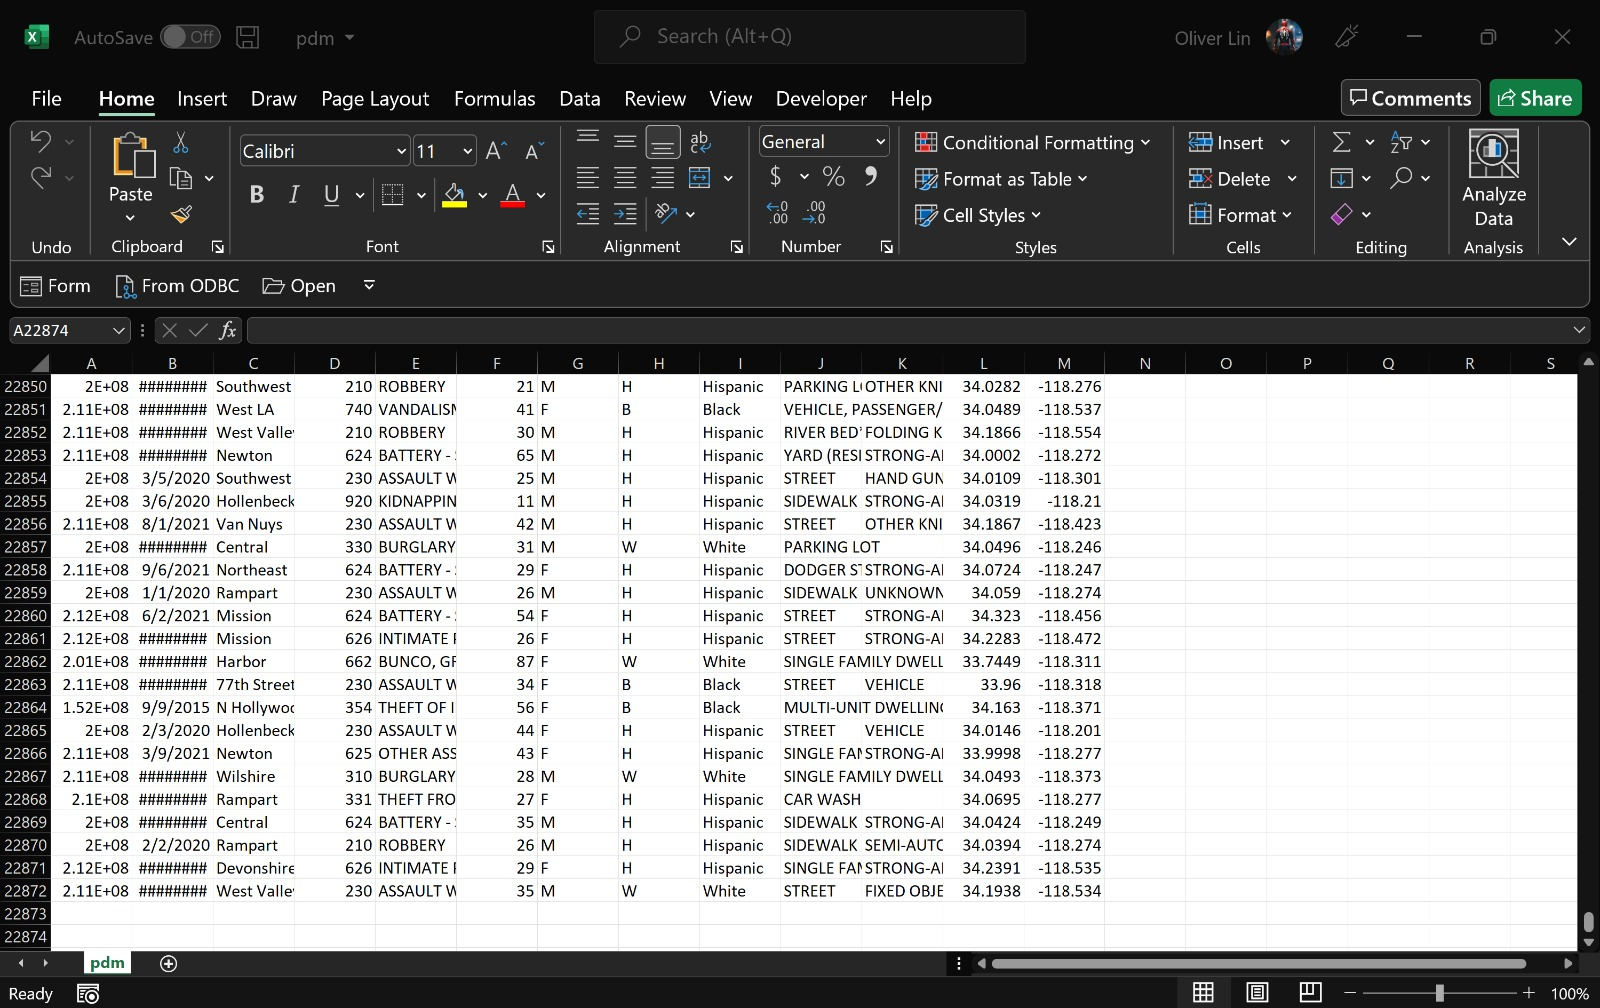 AutoSave Off pdm Search (Alt+Q) Oliver Lin
File Home Insert Draw Page Layout Formulas Data Review View Developer Help Comments Share
Calibri 11 General Conditional Formatting Insert
Paste Format as Table Delete Analyze Data
Cell Styles Format
Undo Clipboard Font Alignment Number Styles Cells Editing Analysis
Form From ODBC Open
A22874 fx
A B C D E F G H I J K L M N O P Q R S
22850 2E+08 ######## Southwest 210 ROBBERY 21 M H Hispanic PARKING L OTHER KNI 34.0282 -118.276
22851 2.11E+08 ######## West LA 740 VANDALISM 41 F B Black VEHICLE, PASSENGER/ 34.0489 -118.537
22852 2.11E+08 ######## West Valle 210 ROBBERY 30 M H Hispanic RIVER BED* FOLDING K 34.1866 -118.554
22853 2.11E+08 ######## Newton 624 BATTERY - 65 M H Hispanic YARD (RESI STRONG-A 34.0002 -118.272
22854 2E+08 3/5/2020 Southwest 230 ASSAULT W 25 M H Hispanic STREET HAND GUN 34.0109 -118.301
22855 2E+08 3/6/2020 Hollenbeck 920 KIDNAPPIN 11 M H Hispanic SIDEWALK STRONG-A 34.0319 -118.21
22856 2.11E+08 8/1/2021 Van Nuys 230 ASSAULT W 42 M H Hispanic STREET OTHER KNI 34.1867 -118.423
22857 2E+08 ######## Central 330 BURGLARY 31 M W White PARKING LOT 34.0496 -118.246
22858 2.11E+08 9/6/2021 Northeast 624 BATTERY - 29 F H Hispanic DODGER ST STRONG-A 34.0724 -118.247
22859 2E+08 1/1/2020 Rampart 230 ASSAULT W 26 M H Hispanic SIDEWALK UNKNOWN 34.059 -118.274
22860 2.12E+08 6/2/2021 Mission 624 BATTERY - 54 F H Hispanic STREET STRONG-A 34.323 -118.456
22861 2.12E+08 ######## Mission 626 INTIMATE 26 F H Hispanic STREET STRONG-A 34.2283 -118.472
22862 2.01E+08 ######## Harbor 662 BUNCO, GR 87 F W White SINGLE FAMILY DWELL 33.7449 -118.311
22863 2.11E+08 ######## 77th Street 230 ASSAULT W 34 F B Black STREET VEHICLE 33.96 -118.318
22864 1.52E+08 9/9/2015 N Hollywoo 354 THEFT OF I 56 F B Black MULTI-UNIT DWELLING 34.163 -118.371
22865 2E+08 2/3/2020 Hollenbeck 230 ASSAULT W 44 F H Hispanic STREET VEHICLE 34.0146 -118.201
22866 2.11E+08 3/9/2021 Newton 625 OTHER ASS 43 F H Hispanic SINGLE FAM STRONG-A 33.9998 -118.277
22867 2.11E+08 ######## Wilshire 310 BURGLARY 28 M W White SINGLE FAMILY DWELL 34.0493 -118.373
22868 2.1E+08 ######## Rampart 331 THEFT FRO 27 F H Hispanic CAR WASH 34.0695 -118.277
22869 2E+08 ######## Central 624 BATTERY - 35 M H Hispanic SIDEWALK STRONG-A 34.0424 -118.249
22870 2E+08 2/2/2020 Rampart 210 ROBBERY 26 M H Hispanic SIDEWALK SEMI-AUTO 34.0394 -118.274
22871 2.12E+08 ######## Devonshire 626 INTIMATE 29 F H Hispanic SINGLE FAM STRONG-A 34.2391 -118.535
22872 2.11E+08 ######## West Valle 230 ASSAULT W 35 M W White STREET FIXED OBJE 34.1938 -118.534
22873
22874
pdm
Ready 100%